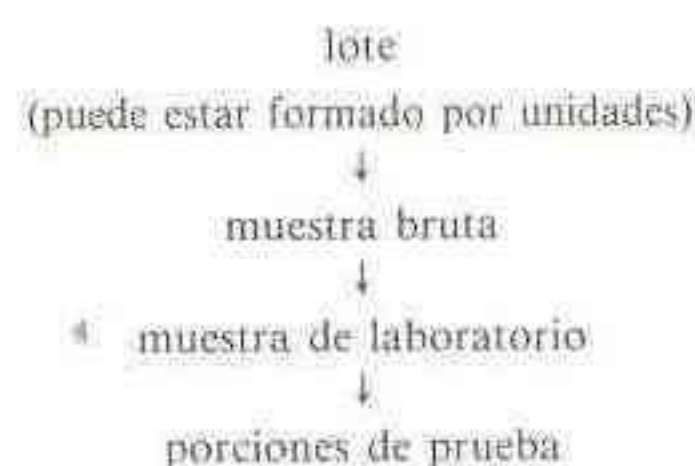 lote
(puede estar formado por unidades)
↓
muestra bruta
↓
muestra de laboratorio
↓
porciones de prueba